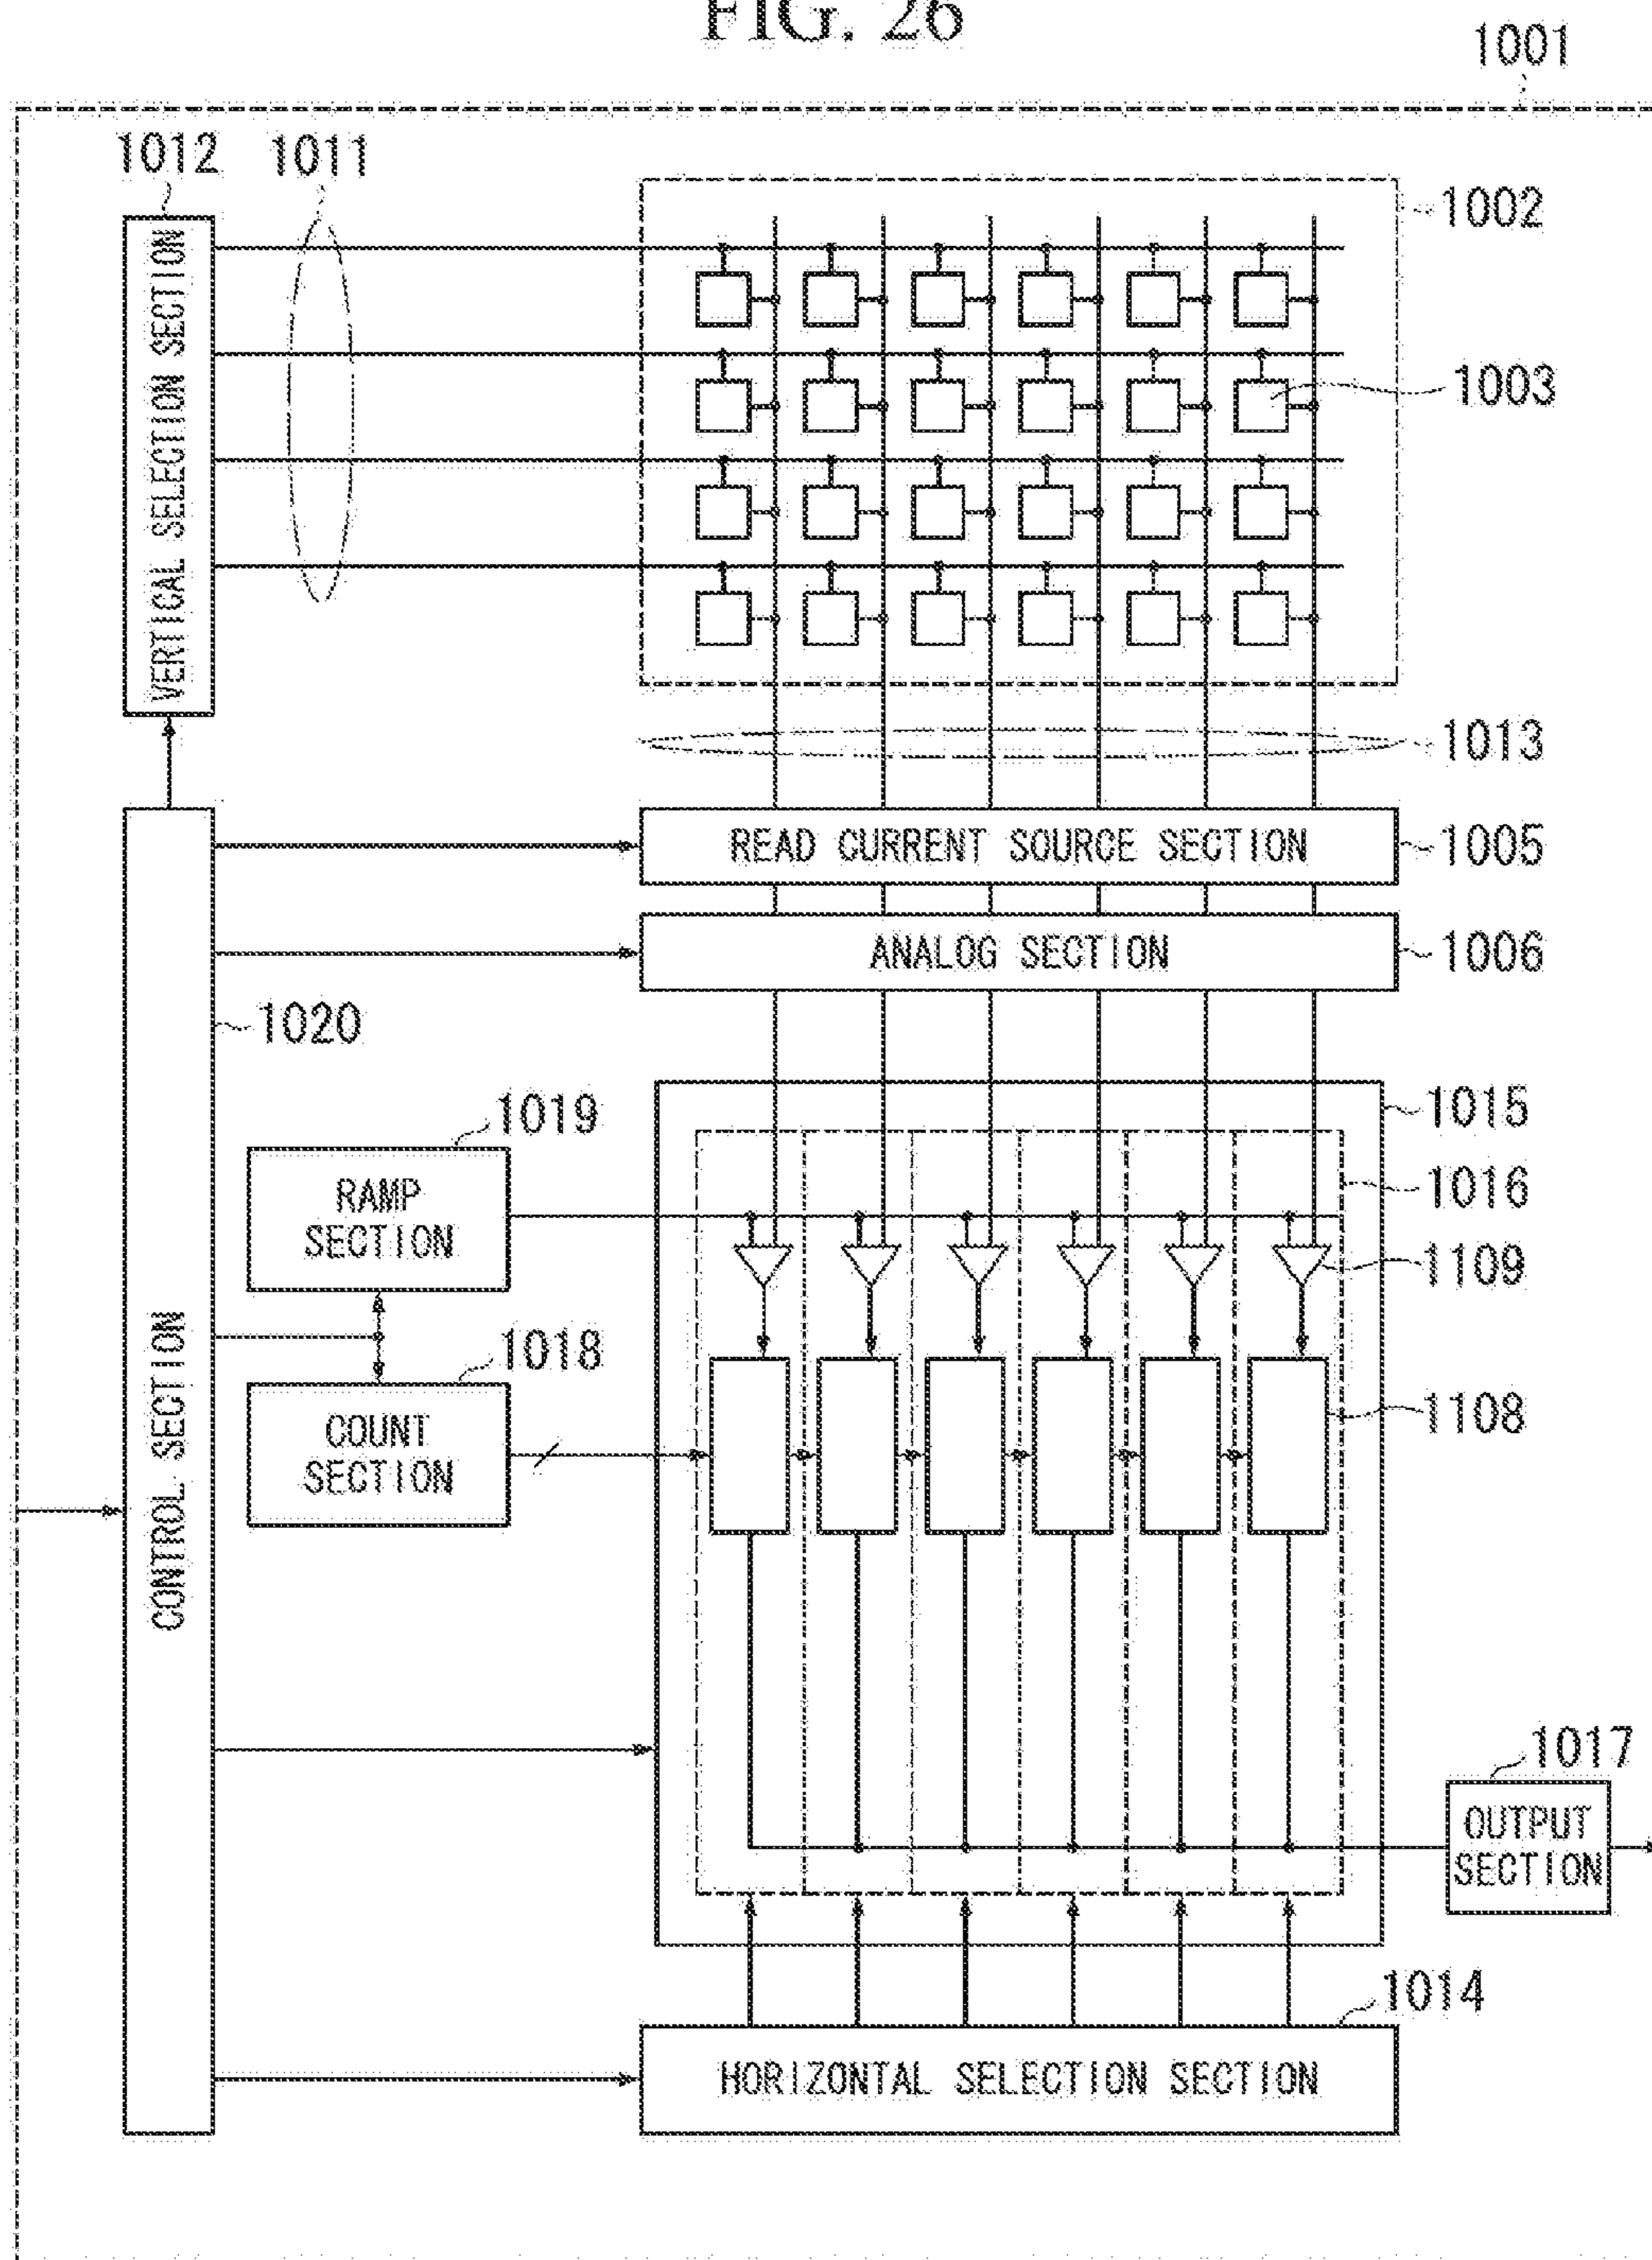 FIG. 26
1001
1012
1011
1002
VERTICAL SELECTION SECTION
1003
1013
READ CURRENT SOURCE SECTION
1005
ANALOG SECTION
1006
1020
1019
1015
RAMP
SECTION
1016
1109
1018
COUNT
SECTION
1108
CONTROL SECTION
1017
OUTPUT
SECTION
1014
HORIZONTAL SELECTION SECTION